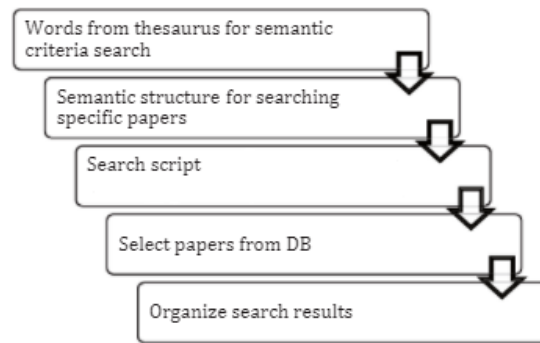 Words from thesaurus for semantic
criteria search
Semantic structure for searching
specific papers
Search script
Select papers from DB
Organize search results